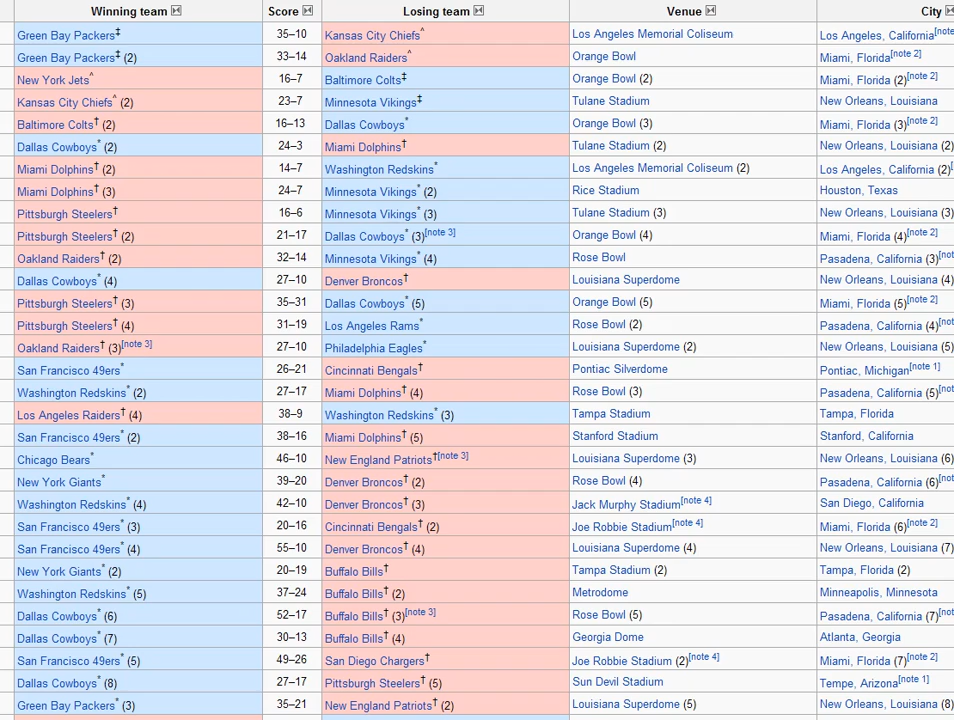 Winning team Score Losing team Venue City
Green Bay Packers‡ 35–10 Kansas City Chiefs^ Los Angeles Memorial Coliseum Los Angeles, California[note
Green Bay Packers‡ (2) 33–14 Oakland Raiders^ Orange Bowl Miami, Florida[note 2]
New York Jets^ 16–7 Baltimore Colts‡ Orange Bowl (2) Miami, Florida (2)[note 2]
Kansas City Chiefs^ (2) 23–7 Minnesota Vikings‡ Tulane Stadium New Orleans, Louisiana
Baltimore Colts† (2) 16–13 Dallas Cowboys* Orange Bowl (3) Miami, Florida (3)[note 2]
Dallas Cowboys* (2) 24–3 Miami Dolphins† Tulane Stadium (2) New Orleans, Louisiana (2)
Miami Dolphins† (2) 14–7 Washington Redskins* Los Angeles Memorial Coliseum (2) Los Angeles, California (2)[
Miami Dolphins† (3) 24–7 Minnesota Vikings* (2) Rice Stadium Houston, Texas
Pittsburgh Steelers† 16–6 Minnesota Vikings* (3) Tulane Stadium (3) New Orleans, Louisiana (3)
Pittsburgh Steelers† (2) 21–17 Dallas Cowboys* (3)[note 3] Orange Bowl (4) Miami, Florida (4)[note 2]
Oakland Raiders† (2) 32–14 Minnesota Vikings* (4) Rose Bowl Pasadena, California (3)[not
Dallas Cowboys* (4) 27–10 Denver Broncos† Louisiana Superdome New Orleans, Louisiana (4)
Pittsburgh Steelers† (3) 35–31 Dallas Cowboys* (5) Orange Bowl (5) Miami, Florida (5)[note 2]
Pittsburgh Steelers† (4) 31–19 Los Angeles Rams* Rose Bowl (2) Pasadena, California (4)[not
Oakland Raiders† (3)[note 3] 27–10 Philadelphia Eagles* Louisiana Superdome (2) New Orleans, Louisiana (5)
San Francisco 49ers* 26–21 Cincinnati Bengals† Pontiac Silverdome Pontiac, Michigan[note 1]
Washington Redskins* (2) 27–17 Miami Dolphins† (4) Rose Bowl (3) Pasadena, California (5)[not
Los Angeles Raiders† (4) 38–9 Washington Redskins* (3) Tampa Stadium Tampa, Florida
San Francisco 49ers* (2) 38–16 Miami Dolphins† (5) Stanford Stadium Stanford, California
Chicago Bears* 46–10 New England Patriots†[note 3] Louisiana Superdome (3) New Orleans, Louisiana (6)
New York Giants* 39–20 Denver Broncos† (2) Rose Bowl (4) Pasadena, California (6)[not
Washington Redskins* (4) 42–10 Denver Broncos† (3) Jack Murphy Stadium[note 4] San Diego, California
San Francisco 49ers* (3) 20–16 Cincinnati Bengals† (2) Joe Robbie Stadium[note 4] Miami, Florida (6)[note 2]
San Francisco 49ers* (4) 55–10 Denver Broncos† (4) Louisiana Superdome (4) New Orleans, Louisiana (7)
New York Giants* (2) 20–19 Buffalo Bills† Tampa Stadium (2) Tampa, Florida (2)
Washington Redskins* (5) 37–24 Buffalo Bills† (2) Metrodome Minneapolis, Minnesota
Dallas Cowboys* (6) 52–17 Buffalo Bills† (3)[note 3] Rose Bowl (5) Pasadena, California (7)[not
Dallas Cowboys* (7) 30–13 Buffalo Bills† (4) Georgia Dome Atlanta, Georgia
San Francisco 49ers* (5) 49–26 San Diego Chargers† Joe Robbie Stadium (2)[note 4] Miami, Florida (7)[note 2]
Dallas Cowboys* (8) 27–17 Pittsburgh Steelers† (5) Sun Devil Stadium Tempe, Arizona[note 1]
Green Bay Packers* (3) 35–21 New England Patriots† (2) Louisiana Superdome (5) New Orleans, Louisiana (8)